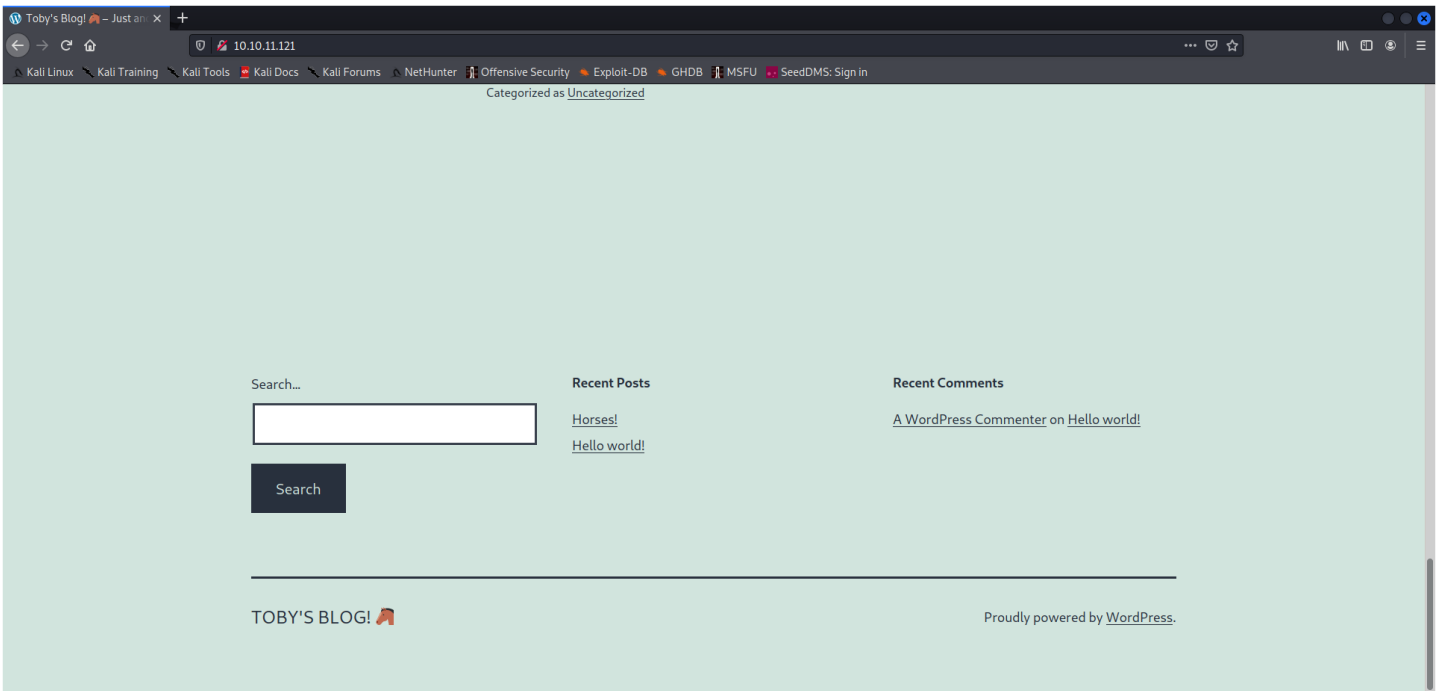 Toby's Blog! 🐴 – Just an
10.10.11.121
Kali Linux Kali Training Kali Tools Kali Docs Kali Forums NetHunter Offensive Security Exploit-DB GHDB MSFU SeedDMS: Sign in
Categorized as Uncategorized
Search...
Search
Recent Posts
Horses!
Hello world!
Recent Comments
A WordPress Commenter on Hello world!
TOBY'S BLOG! 🐴
Proudly powered by WordPress.